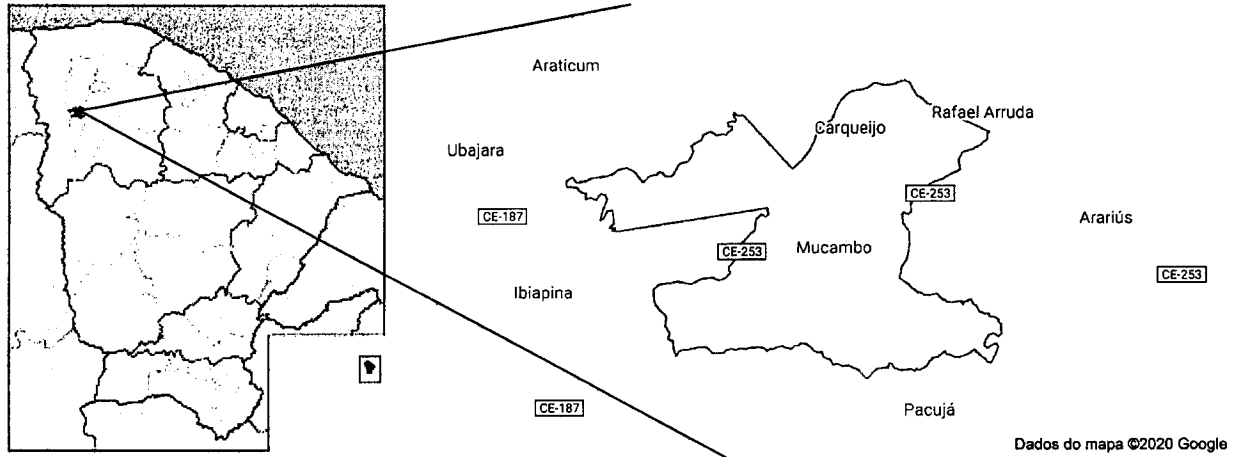 Araticum
Carqueijo
Rafael Arruda
Ubajara
CE-253
CE-187
Arariús
Mucambo
CE-253
CE-253
Ibiapina
CE-187
Pacujá
Dados do mapa ©2020 Google